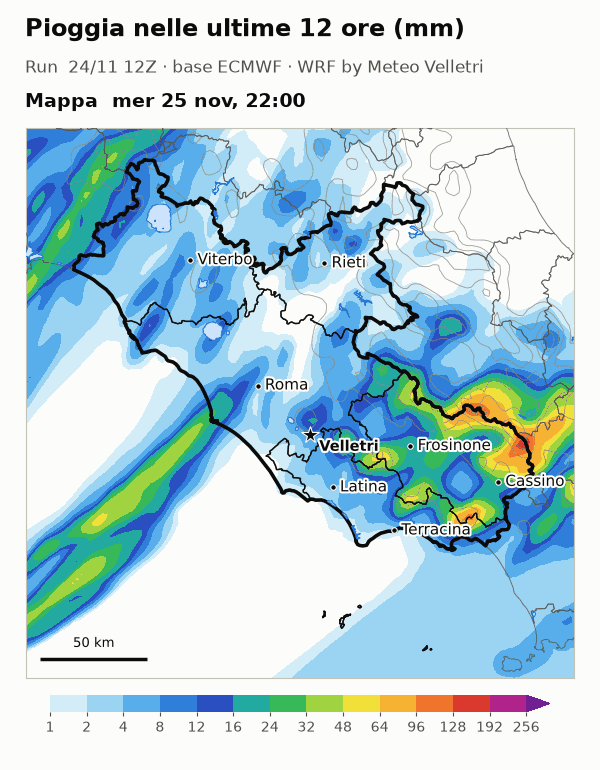 Pioggia nelle ultime 12 ore (mm)
Run  24/11 12Z · base ECMWF · WRF by Meteo Velletri
Mappa  mer 25 nov, 22:00
Viterbo
Rieti
Roma
Velletri
Frosinone
Latina
Cassino
Terracina
50 km
1 2 4 8 12 16 24 32 48 64 96 128 192 256